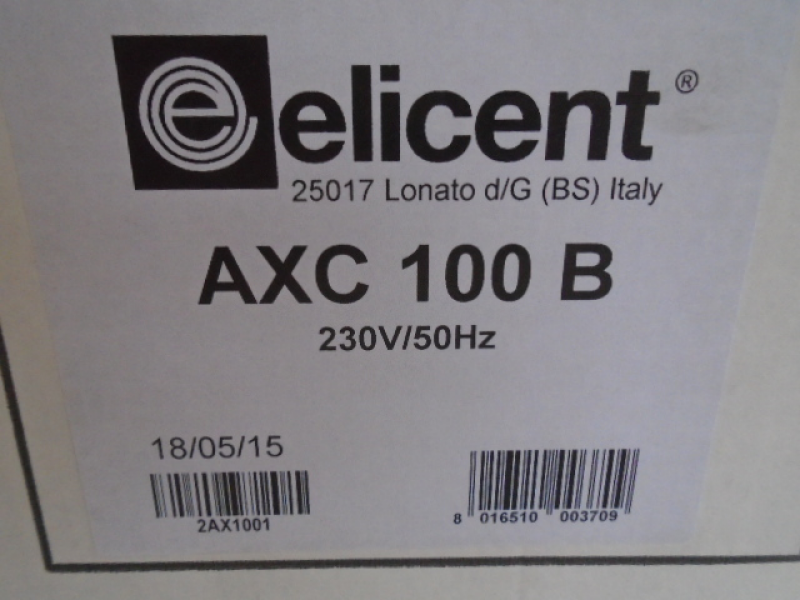 elicent®
25017 Lonato d/G (BS) Italy
AXC 100 B
230V/50Hz
18/05/15
2AX1001
8 016510 003709